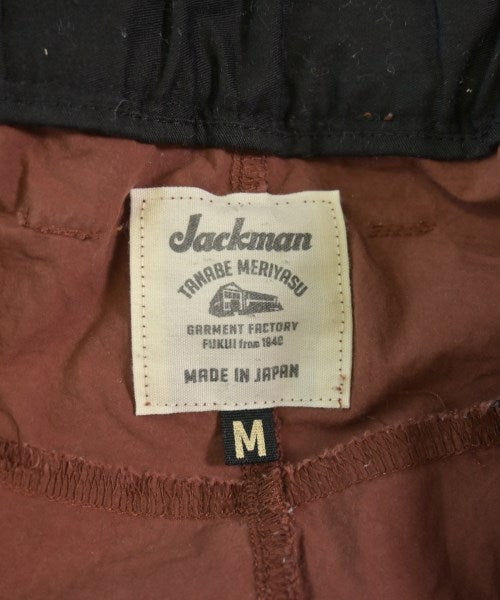 Jackman
TANABE MERIYASU
GARMENT FACTORY
FUKUI from 1940
MADE IN JAPAN
M